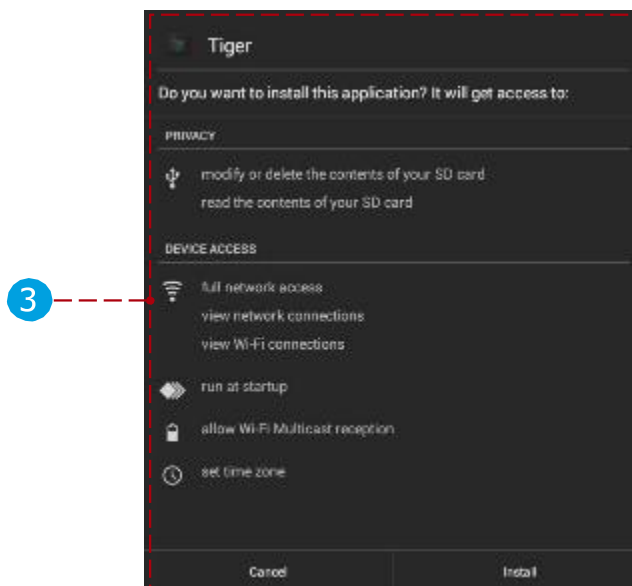 Tiger
Do you want to install this application? It will get access to:
PRIVACY
modify or delete the contents of your SD card
read the contents of your SD card
DEVICE ACCESS
3
full network access
view network connections
view Wi-Fi connections
run at startup
allow Wi-Fi Multicast reception
set time zone
Cancel
Install